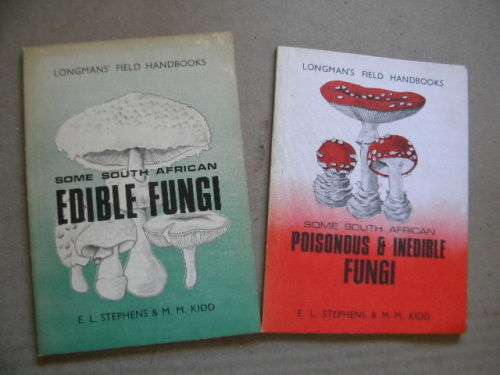 LONGMANS' FIELD HANDBOOKS
SOME SOUTH AFRICAN
EDIBLE FUNGI
E. L. STEPHENS & M. M. KIDD
LONGMAN'S FIELD HANDBOOKS
SOME SOUTH AFRICAN
POISONOUS & INEDIBLE
FUNGI
E. L. STEPHENS & M. M. KIDD